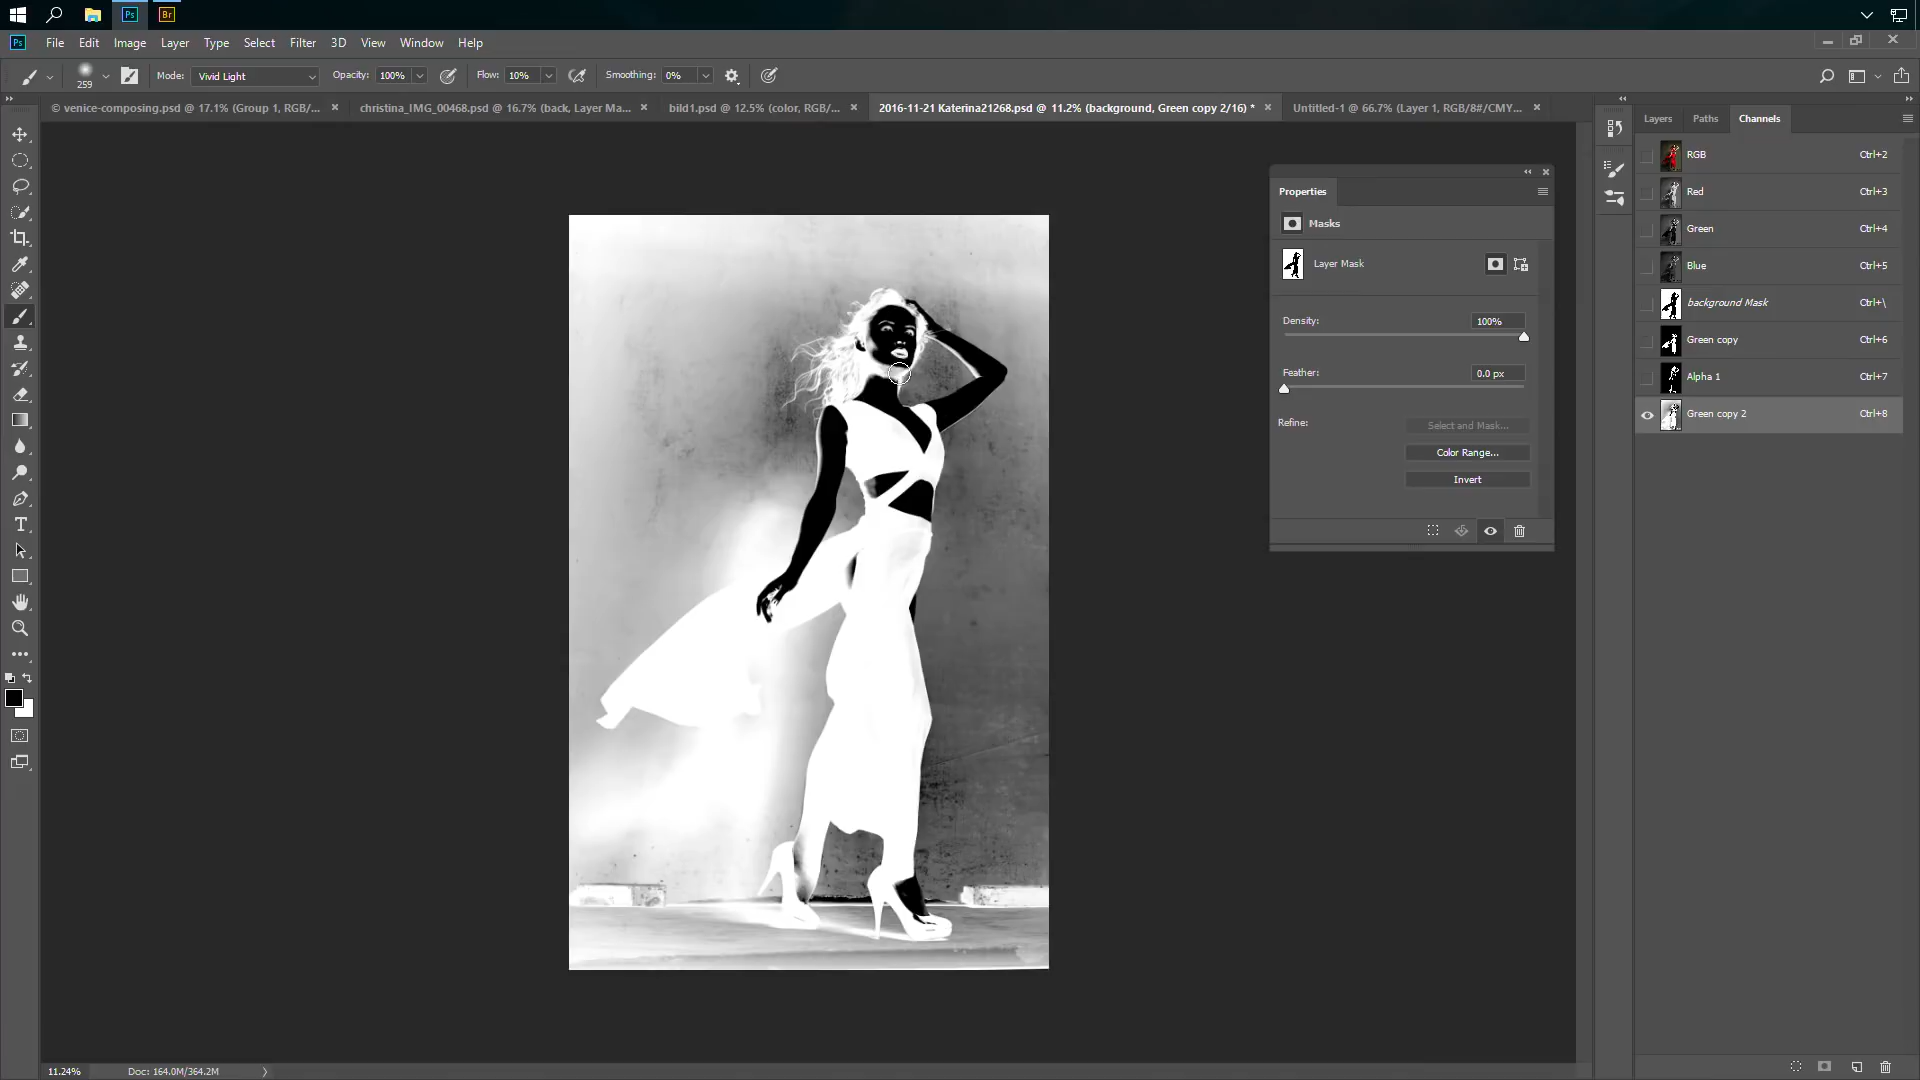 Ps
Br
Ps
File
Edit
Image
Layer
Type
Select
Filter
3D
View
Window
Help
259
Mode:
Vivid Light
Opacity:
100%
Flow:
10%
Smoothing:
0%
© venice-composing.psd @ 17.1% (Group 1, RGB/...
christina_IMG_00468.psd @ 16.7% (back, Layer Ma...
bild1.psd @ 12.5% (color, RGB/...
2016-11-21 Katerina21268.psd @ 11.2% (background, Green copy 2/16) *
Untitled-1 @ 66.7% (Layer 1, RGB/8#/CMY...
Layers
Paths
Channels
RGB
Ctrl+2
Red
Ctrl+3
Green
Ctrl+4
Blue
Ctrl+5
background Mask
Ctrl+\
Green copy
Ctrl+6
Alpha 1
Ctrl+7
Green copy 2
Ctrl+8
Properties
Masks
Layer Mask
Density:
100%
Feather:
0.0 px
Refine:
Select and Mask...
Color Range...
Invert
11.24%
Doc: 164.0M/364.2M